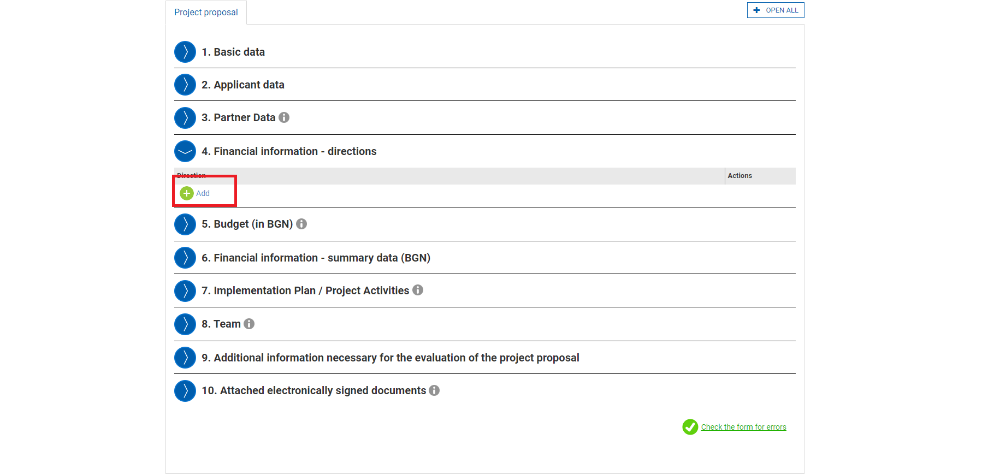 Project proposal
OPEN ALL
1. Basic data
2. Applicant data
3. Partner Data
4. Financial information - directions
Direction
Actions
Add
5. Budget (in BGN)
6. Financial information - summary data (BGN)
7. Implementation Plan / Project Activities
8. Team
9. Additional information necessary for the evaluation of the project proposal
10. Attached electronically signed documents
Check the form for errors